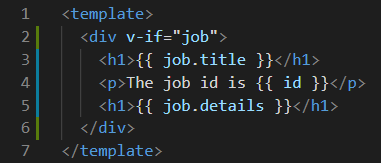 1 <template>
2 <div v-if="job">
3 <h1>{{ job.title }}</h1>
4 <p>The job id is {{ id }}</p>
5 <h1>{{ job.details }}</h1>
6 </div>
7 </template>